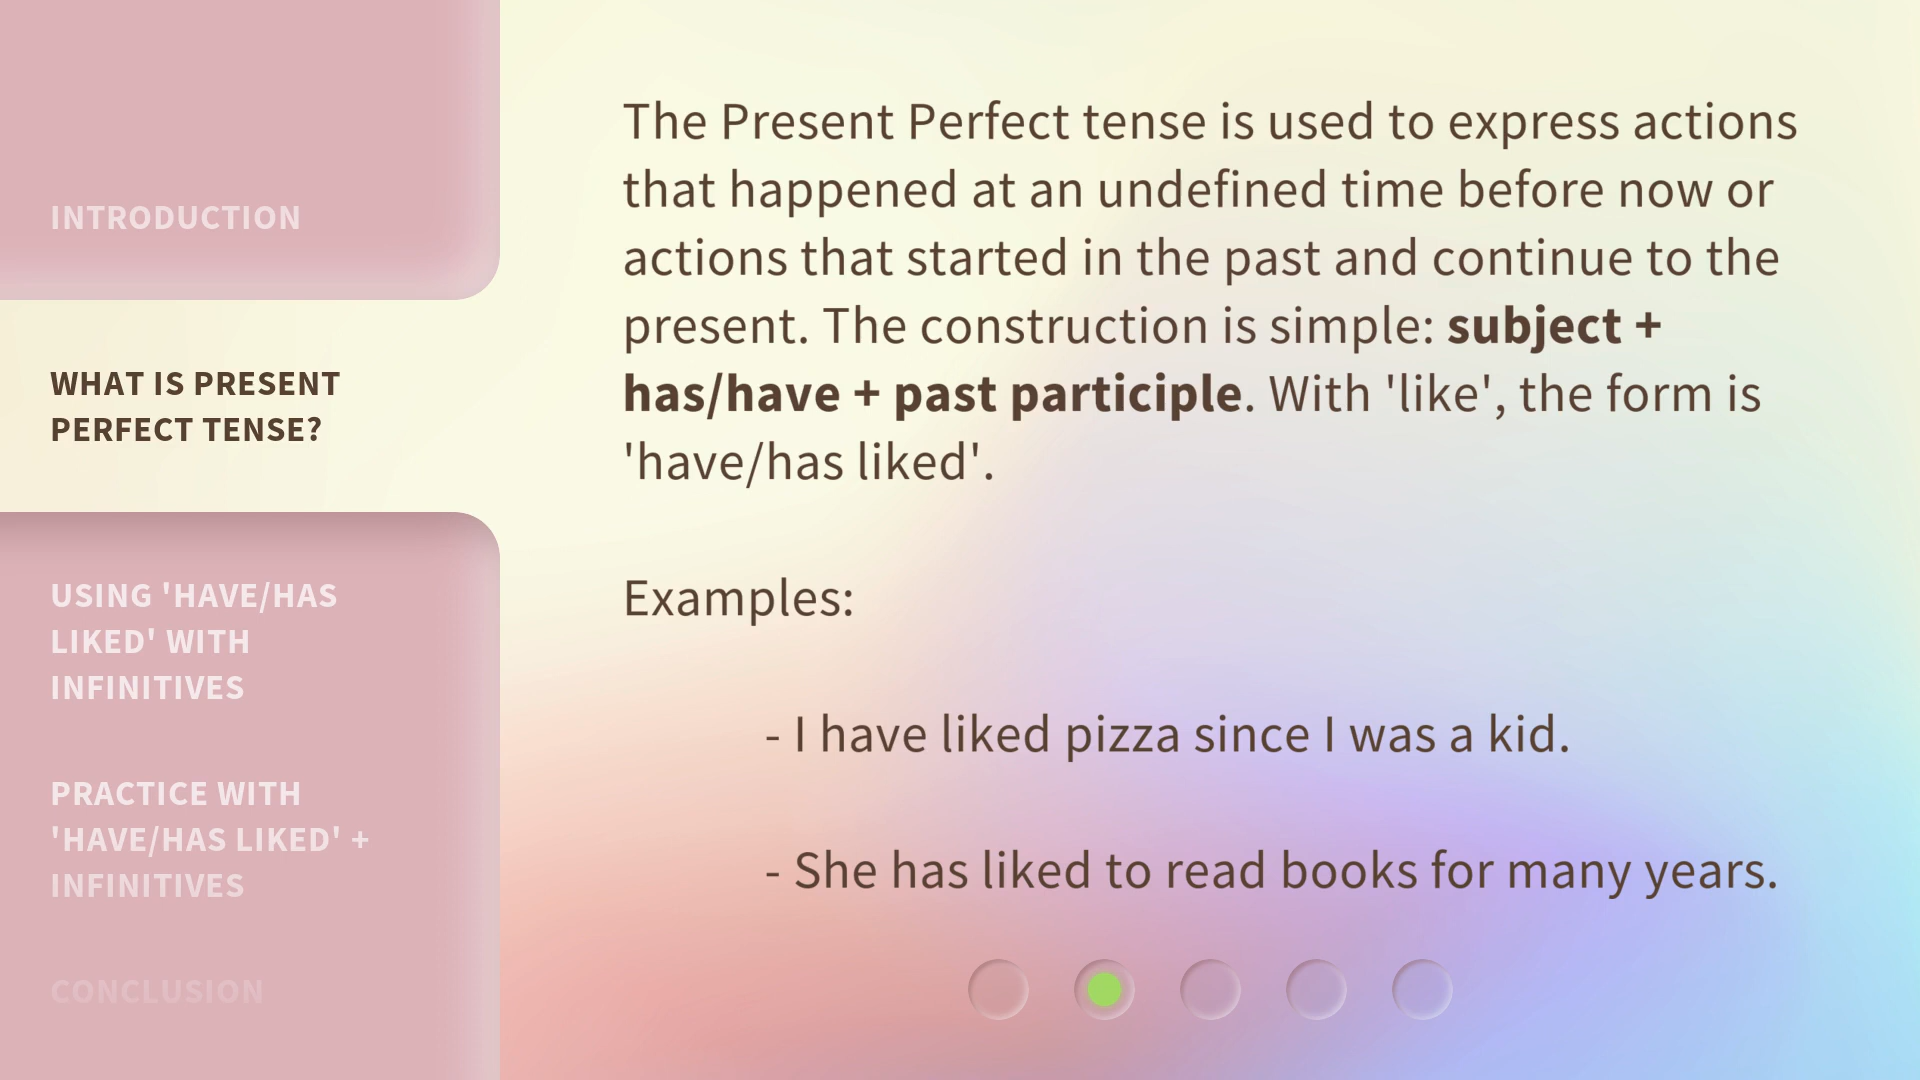 INTRODUCTION
WHAT IS PRESENT
PERFECT TENSE?
USING 'HAVE/HAS
LIKED' WITH
INFINITIVES
PRACTICE WITH
'HAVE/HAS LIKED' +
INFINITIVES
CONCLUSION
The Present Perfect tense is used to express actions
that happened at an undefined time before now or
actions that started in the past and continue to the
present. The construction is simple: subject +
has/have + past participle. With 'like', the form is
'have/has liked'.
Examples:
- I have liked pizza since I was a kid.
- She has liked to read books for many years.